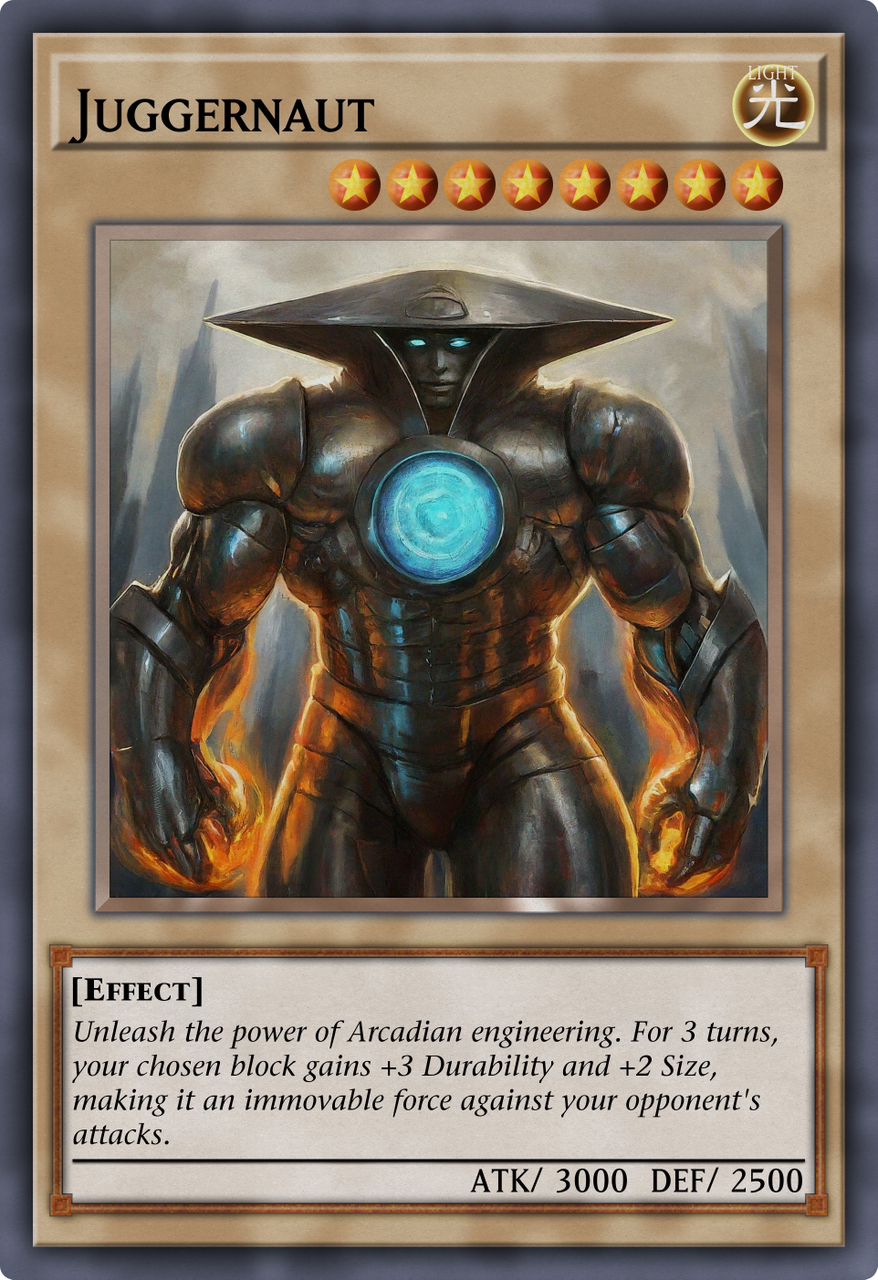 Juggernaut
LIGHT
光
[Effect]
Unleash the power of Arcadian engineering. For 3 turns,
your chosen block gains +3 Durability and +2 Size,
making it an immovable force against your opponent's
attacks.
ATK/ 3000 DEF/ 2500